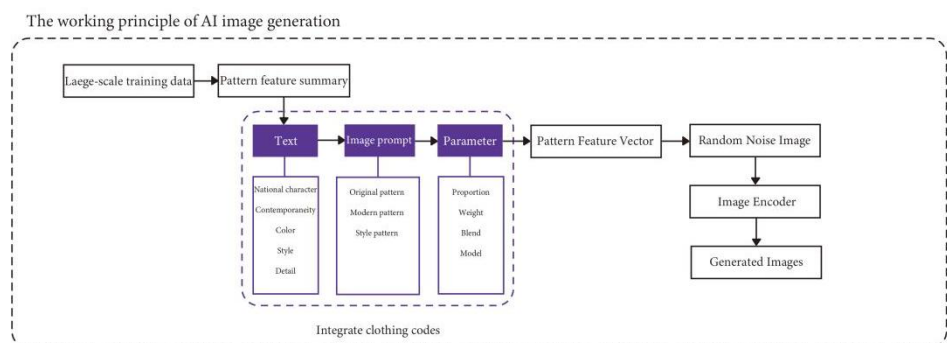 The working principle of AI image generation
Laege-scale training data
Pattern feature summary
Text
Image prompt
Parameter
Pattern Feature Vector
Random Noise Image
National character
Contemporaneity
Color
Style
Detail
Original pattern
Modern pattern
Style pattern
Proportion
Weight
Blend
Model
Image Encoder
Generated Images
Integrate clothing codes